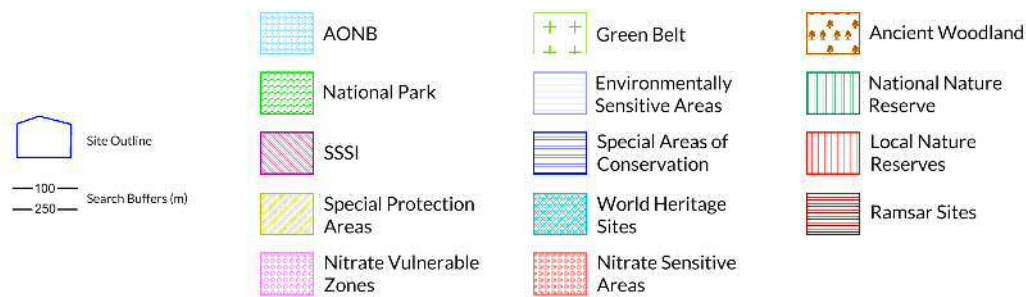 Site Outline
100
250
Search Buffers (m)
AONB
National Park
SSSI
Special Protection
Areas
Nitrate Vulnerable
Zones
Green Belt
Environmentally
Sensitive Areas
Special Areas of
Conservation
World Heritage
Sites
Nitrate Sensitive
Areas
Ancient Woodland
National Nature
Reserve
Local Nature
Reserves
Ramsar Sites